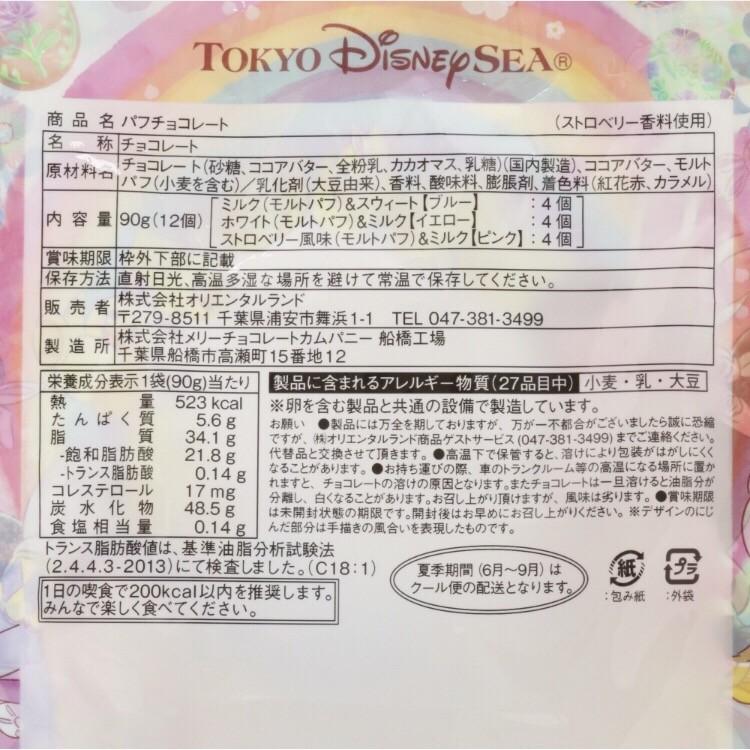 TOKYO DISNEYSEA®
商品名 パフチョコレート (ストロベリー香料使用)
名称 チョコレート
原材料名 チョコレート(砂糖、ココアバター、全粉乳、カカオマス、乳糖)(国内製造)、ココアバター、モルト
パフ(小麦を含む)／乳化剤(大豆由来)、香料、酸味料、膨脹剤、着色料(紅花赤、カラメル)
内容量 90g(12個) ミルク(モルトパフ)&スウィート【ブルー】 :4個
ホワイト(モルトパフ)&ミルク【イエロー】 :4個
ストロベリー風味(モルトパフ)&ミルク【ピンク】 :4個
賞味期限 枠外下部に記載
保存方法 直射日光、高温多湿な場所を避けて常温で保存してください。
販売者 株式会社オリエンタルランド
〒279-8511 千葉県浦安市舞浜1-1 TEL 047-381-3499
製造所 株式会社メリーチョコレートカムパニー 船橋工場
千葉県船橋市高瀬町15番地12
栄養成分表示1袋(90g)当たり
熱量 523 kcal
たんぱく質 5.6 g
脂質 34.1 g
-飽和脂肪酸 21.8 g
-トランス脂肪酸 0.14 g
コレステロール 17 mg
炭水化物 48.5 g
食塩相当量 0.14 g
トランス脂肪酸値は、基準油脂分析試験法
(2.4.4.3-2013)にて検査しました。(C18:1)
1日の喫食で200kcal以内を推奨します。
みんなで楽しく食べてください。
製品に含まれるアレルギー物質(27品目中) 小麦・乳・大豆
※卵を含む製品と共通の設備で製造しています。
お願い ●製品には万全を期しておりますが、万が一不都合がございましたら誠に恐縮
ですが、㈱オリエンタルランド商品ゲストサービス(047-381-3499)までご連絡ください。
代替品と交換させて頂きます。 ●高温下で保管すると、溶けにより包装がはがしにくく
なることがあります。 ●お持ち運びの際、車のトランクルーム等の高温になる場所に置か
れますと、チョコレートの溶けの原因となります。またチョコレートは一旦溶けると油脂分が
分離し、白くなることがあります。お召し上がり頂けますが、風味は劣ります。 ●賞味期限
は未開封状態の期限です。開封後はお早めにお召し上がりください。 ※デザインのにじ
んだ部分は手描きの風合いを表現したものです。
夏季期間(6月〜9月)は
クール便の配送となります。
紙
:包み紙
プラ
:外袋